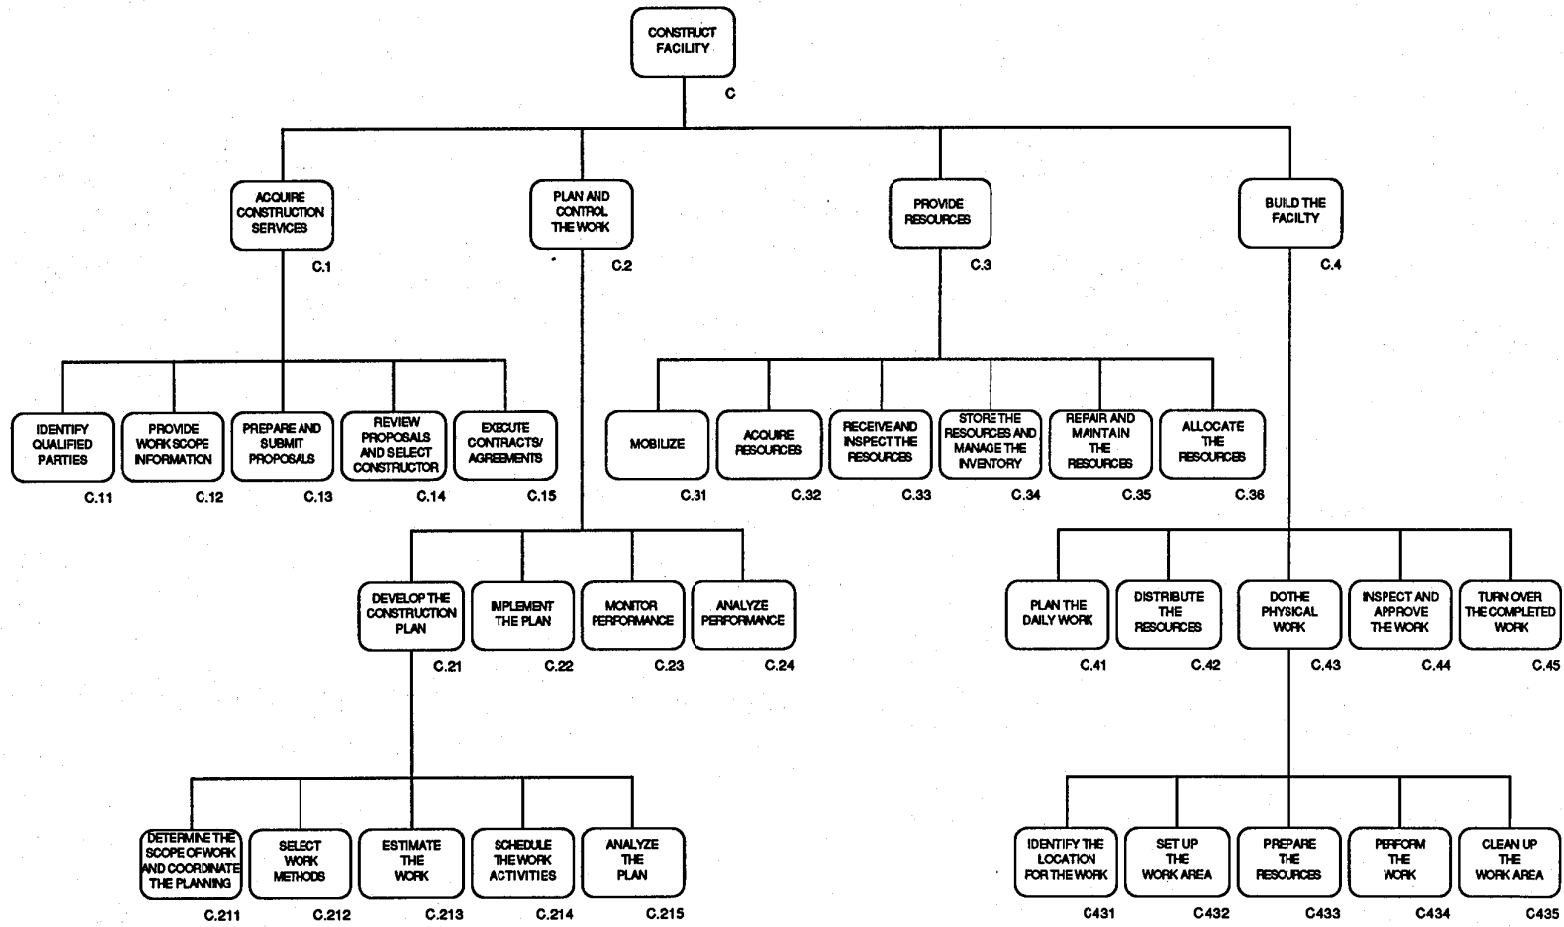 CONSTRUCT
FACILITY
C
ACQUIRE
CONSTRUCTION
SERVICES
C.1
PLAN AND
CONTROL
THE WORK
C.2
PROVIDE
RESOURCES
C.3
BUILD THE
FACILTY
C.4
IDENTIFY
QUALIFIED
PARTIES
C.11
PROVIDE
WORK SCOPE
INFORMATION
C.12
PREPARE AND
SUBMIT
PROPOSALS
C.13
REVIEW
PROPOSALS
AND SELECT
CONSTRUCTOR
C.14
EXECUTE
CONTRACTS/
AGREEMENTS
C.15
MOBILIZE
C.31
ACQUIRE
RESOURCES
C.32
RECEIVE AND
INSPECT THE
RESOURCES
C.33
STORE THE
RESOURCES AND
MANAGE THE
INVENTORY
C.34
REPAIR AND
MAINTAIN
THE
RESOURCES
C.35
ALLOCATE
THE
RESOURCES
C.36
DEVELOP THE
CONSTRUCTION
PLAN
C.21
IMPLEMENT
THE PLAN
C.22
MONITOR
PERFORMANCE
C.23
ANALYZE
PERFORMANCE
C.24
PLAN THE
DAILY WORK
C.41
DISTRIBUTE
THE
RESOURCES
C.42
DO THE
PHYSICAL
WORK
C.43
INSPECT AND
APPROVE
THE WORK
C.44
TURN OVER
THE COMPLETED
WORK
C.45
DETERMINE THE
SCOPE OF WORK
AND COORDINATE
THE PLANNING
C.211
SELECT
WORK
METHODS
C.212
ESTIMATE
THE
WORK
C.213
SCHEDULE
THE WORK
ACTIVITIES
C.214
ANALYZE
THE
PLAN
C.215
IDENTIFY THE
LOCATION
FOR THE WORK
C431
SET UP
THE
WORK AREA
C432
PREPARE
THE
RESOURCES
C433
PERFORM
THE
WORK
C434
CLEAN UP
THE
WORK AREA
C435